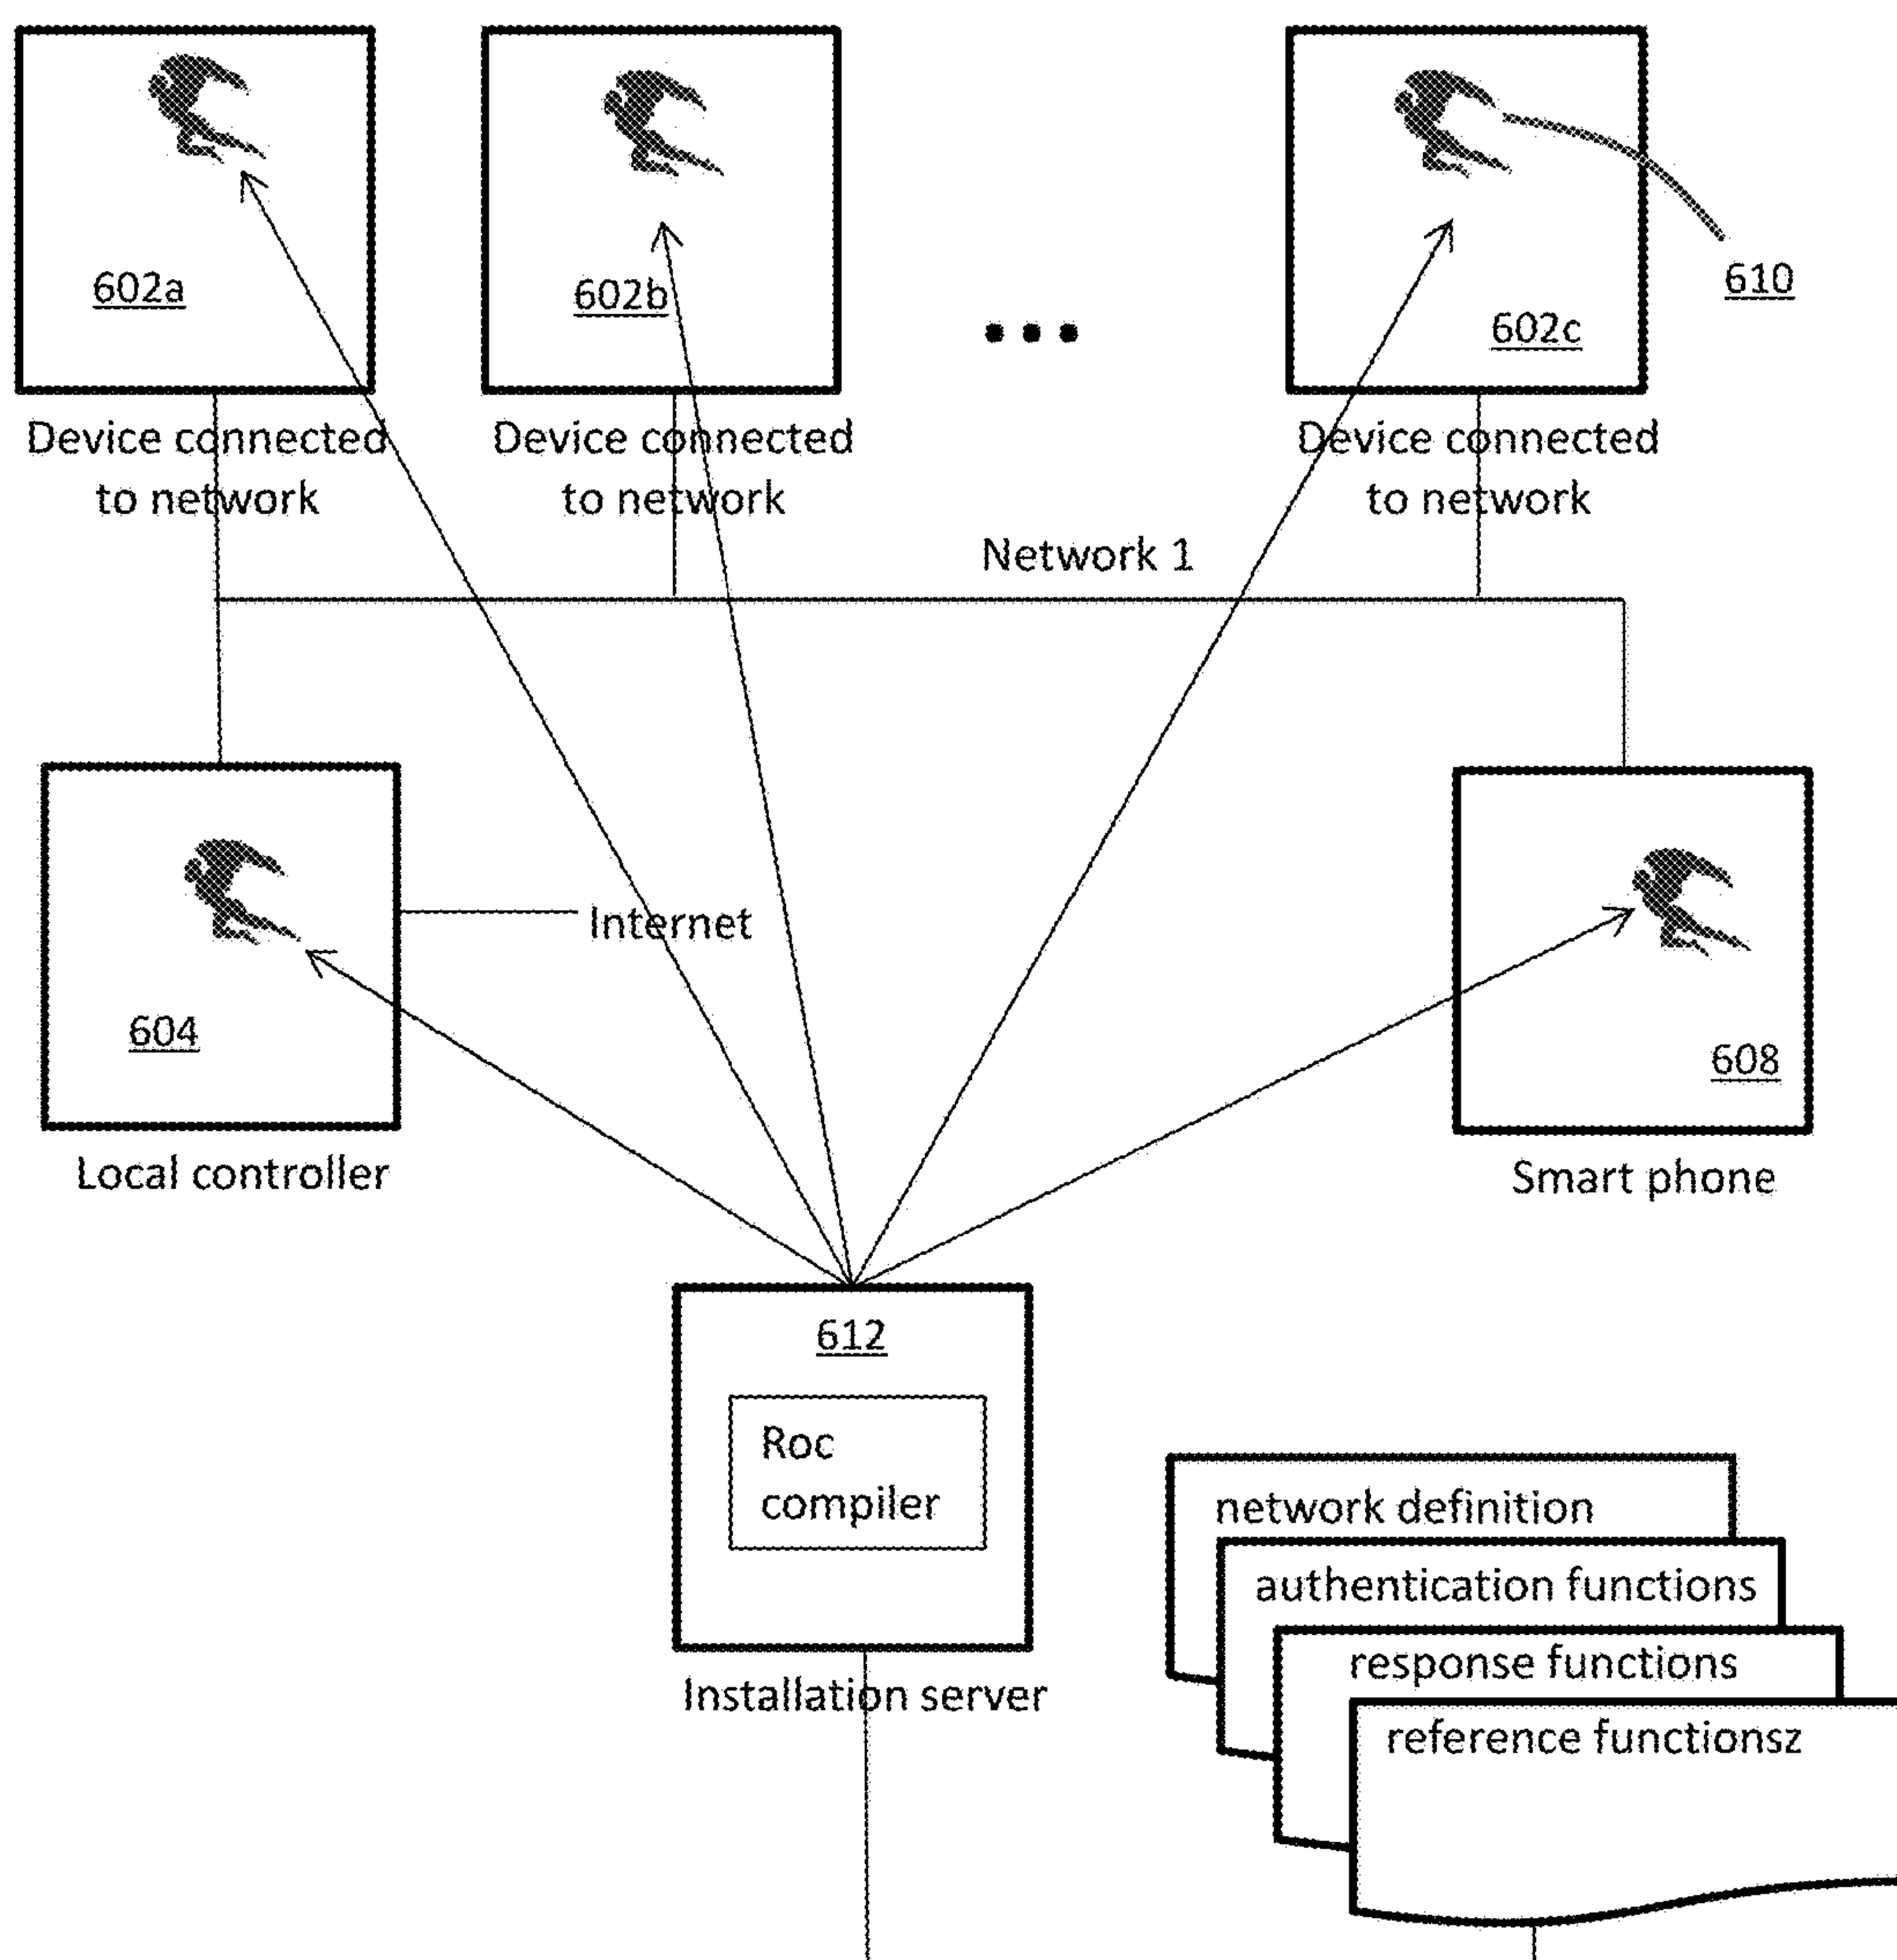 602a
602b
602c
610
Device connected
to network
Device connected
to network
Device connected
to network
Network 1
Internet
604
608
Local controller
Smart phone
612
Roc
compiler
Installation server
network definition
authentication functions
response functions
reference functionsz